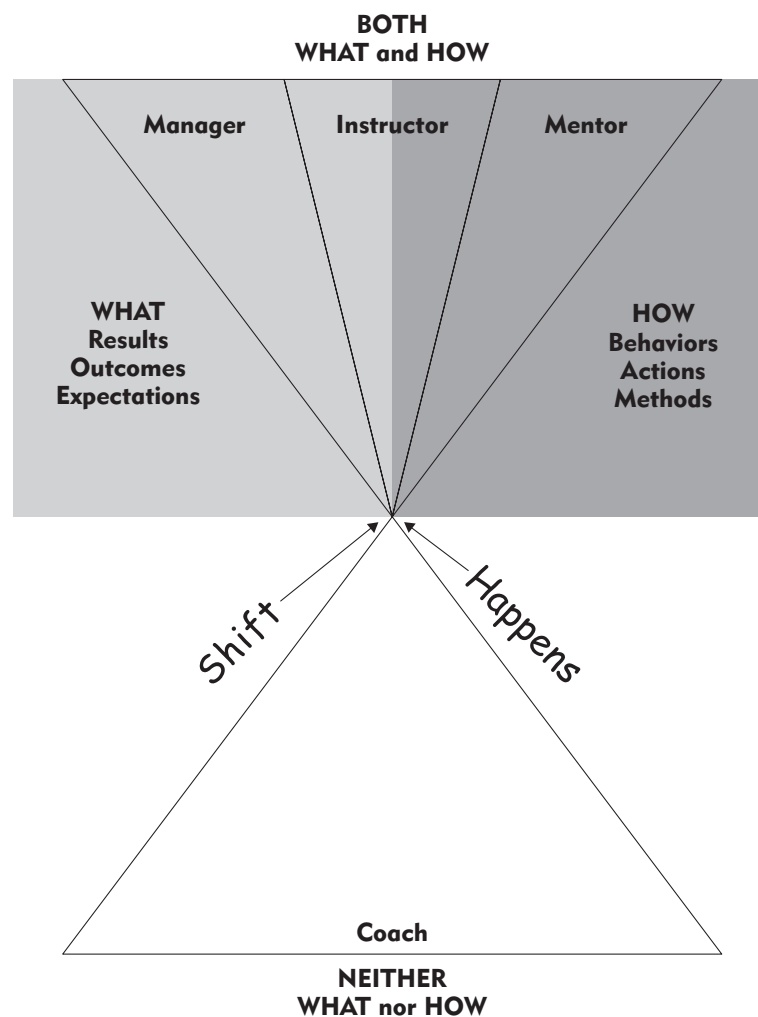 BOTH
WHAT and HOW
Manager
Instructor
Mentor
WHAT
Results
Outcomes
Expectations
HOW
Behaviors
Actions
Methods
Shift
Happens
Coach
NEITHER
WHAT nor HOW